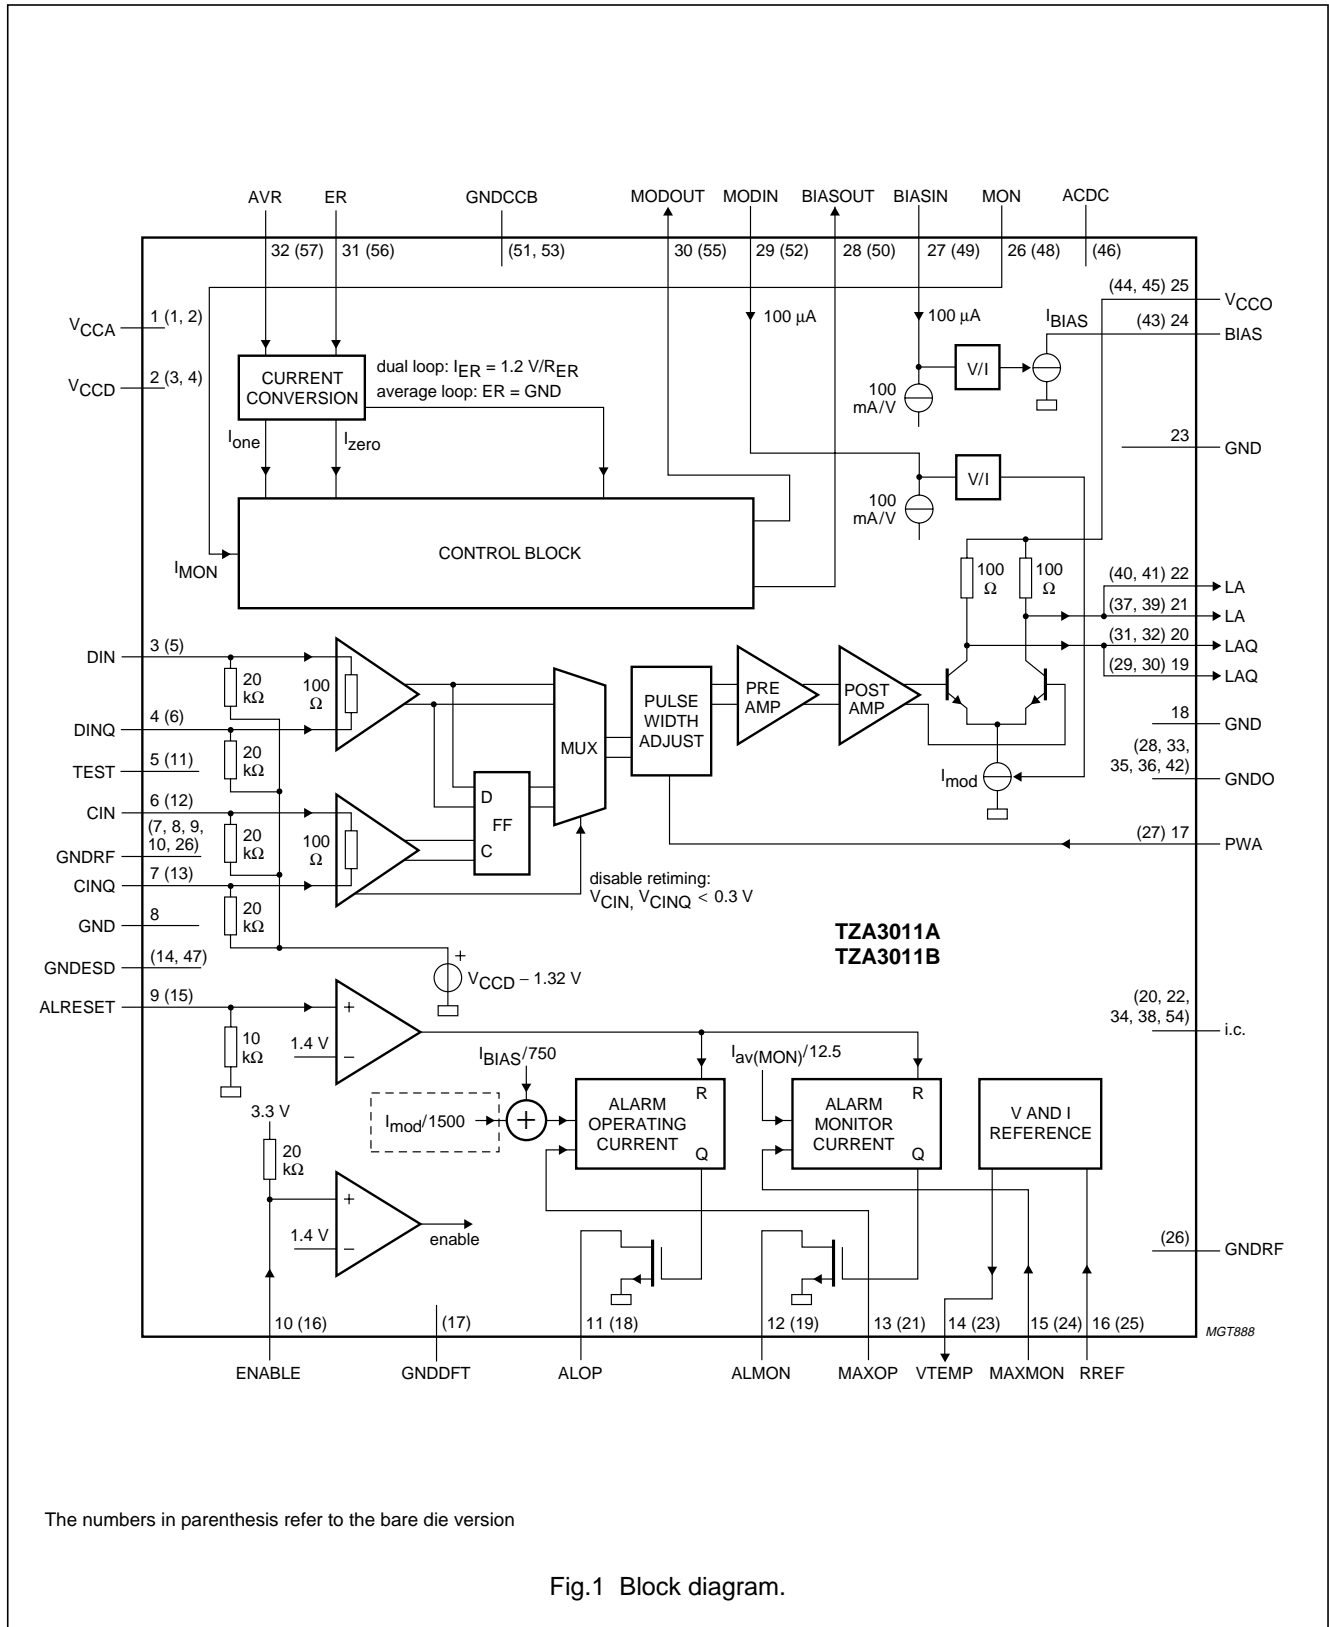 AVR ER GNDCCB MODOUT MODIN BIASOUT BIASIN MON ACDC
32 (57) 31 (56) (51, 53) 30 (55) 29 (52) 28 (50) 27 (49) 26 (48) (46)
(44, 45) 25 VCCO
VCCA 1 (1, 2)
100 µA 100 µA
IBIAS (43) 24 BIAS
VCCD 2 (3, 4)
CURRENT
CONVERSION
dual loop: IER = 1.2 V/RER
average loop: ER = GND
V/I
100
mA/V
Ione Izero
23 GND
V/I
100
mA/V
CONTROL BLOCK
IMON
100
Ω
100
Ω
(40, 41) 22 LA
(37, 39) 21 LA
(31, 32) 20 LAQ
(29, 30) 19 LAQ
DIN 3 (5)
20
kΩ
100
Ω
DINQ 4 (6)
20
kΩ
MUX
PULSE
WIDTH
ADJUST
PRE
AMP
POST
AMP
18 GND
(28, 33,
35, 36, 42) GNDO
Imod
TEST 5 (11)
CIN 6 (12)
(7, 8, 9,
GNDRF 10, 26)
20
kΩ
100
Ω
D
FF
C
(27) 17 PWA
CINQ 7 (13)
20
kΩ
disable retiming:
VCIN, VCINQ < 0.3 V
GND 8
TZA3011A
TZA3011B
GNDESD (14, 47)
+
VCCD − 1.32 V
ALRESET 9 (15)
+
10
kΩ
1.4 V −
(20, 22,
34, 38, 54) i.c.
IBIAS/750 Iav(MON)/12.5
Imod/1500
+
R
ALARM
OPERATING
CURRENT
Q
R
ALARM
MONITOR
CURRENT
Q
V AND I
REFERENCE
3.3 V
20
kΩ
+
1.4 V −
enable
(26) GNDRF
10 (16) (17) 11 (18) 12 (19) 13 (21) 14 (23) 15 (24) 16 (25)
MGT888
ENABLE GNDDFT ALOP ALMON MAXOP VTEMP MAXMON RREF
The numbers in parenthesis refer to the bare die version
Fig.1 Block diagram.